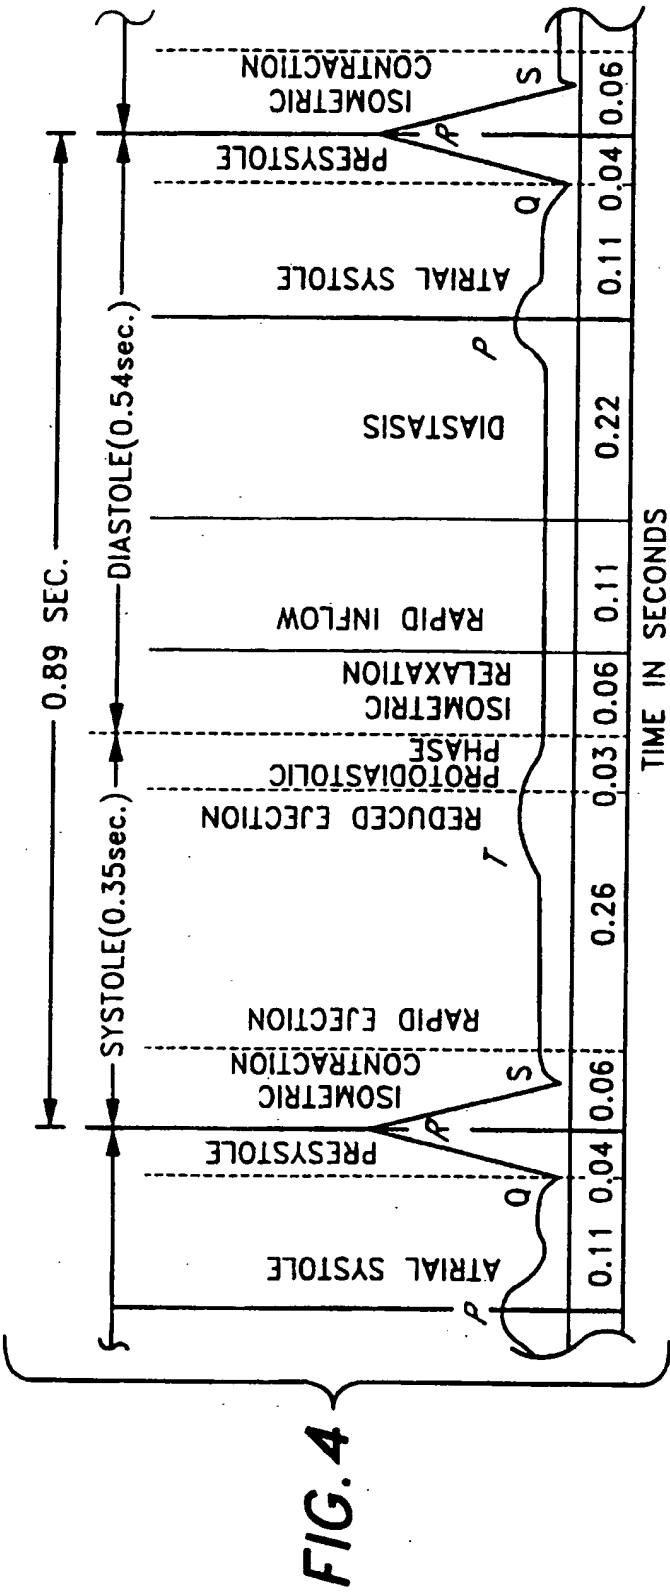 FIG. 4
0.89 SEC.
SYSTOLE(0.35sec.)
DIASTOLE(0.54sec.)
ATRIAL SYSTOLE
PRESYSTOLE
ISOMETRIC
CONTRACTION
RAPID EJECTION
REDUCED EJECTION
PROTODIASTOLIC
PHASE
ISOMETRIC
RELAXATION
RAPID INFLOW
DIASTASIS
ATRIAL SYSTOLE
PRESYSTOLE
ISOMETRIC
CONTRACTION
P
Q
R
S
T
P
Q
R
S
0.11 0.04 0.06 0.26 0.03 0.06 0.11 0.22 0.11 0.04 0.06
TIME IN SECONDS